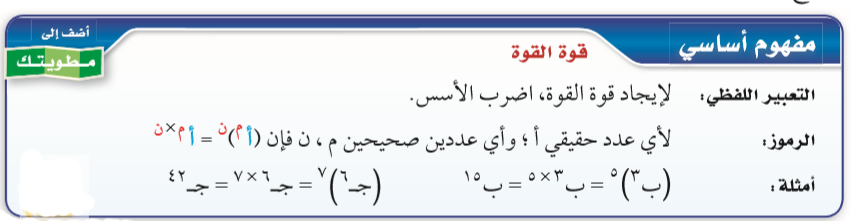 مفهوم أساسي
قوة القوة
أضف إلى
مطويتك
التعبير اللفظي: لإيجاد قوة القوة، اضرب الأسس.
الرموز: لأي عدد حقيقي أ؛ وأي عددين صحيحين م ، ن فإن (أ^م)^ن = أ^(م×ن)
أمثلة: (ب^٣)^٥ = ب^(٣×٥) = ب^١٥ (جـ^٦)^٧ = جـ^(٦×٧) = جـ^٤٢